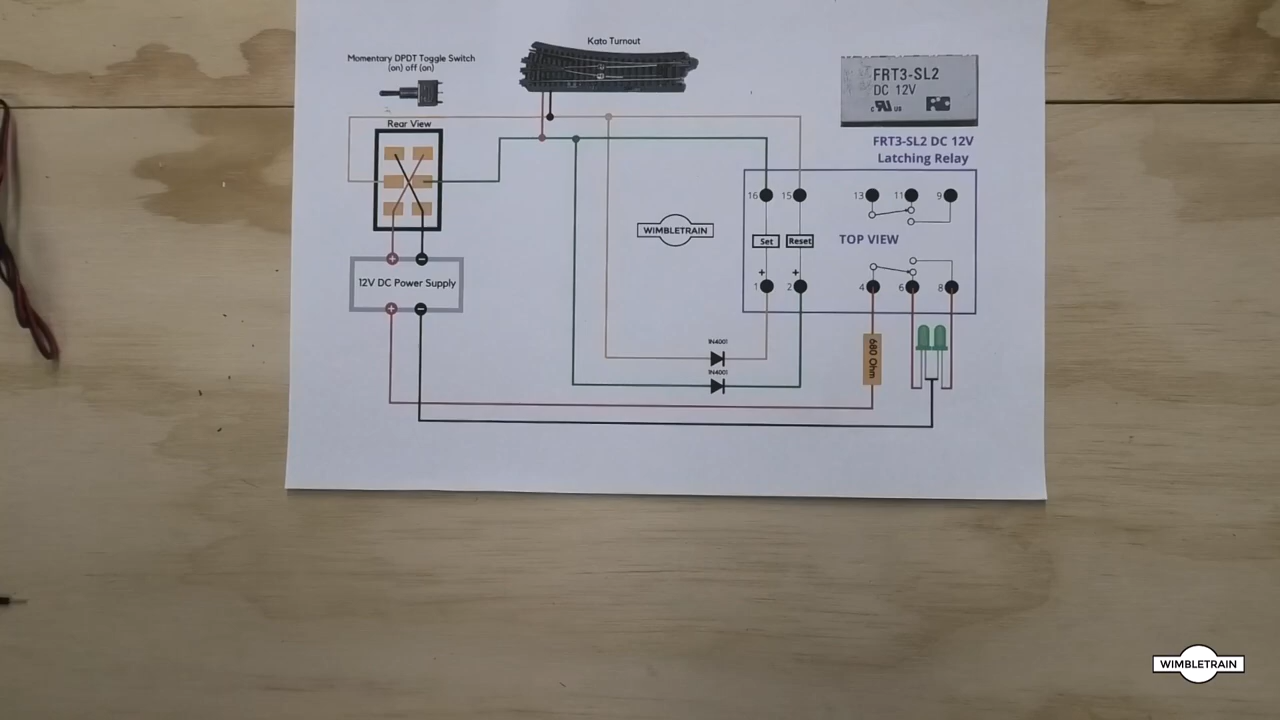 Kato Turnout
Momentary DPDT Toggle Switch
(on) off (on)
Rear View
FRT3-SL2
DC 12V
c UL US
FRT3-SL2 DC 12V
Latching Relay
16
15
13
11
9
WIMBLETRAIN
Set
Reset
TOP VIEW
+
-
12V DC Power Supply
+
+
1
2
4
6
8
+
-
1N4001
1N4001
680 Ohm
WIMBLETRAIN